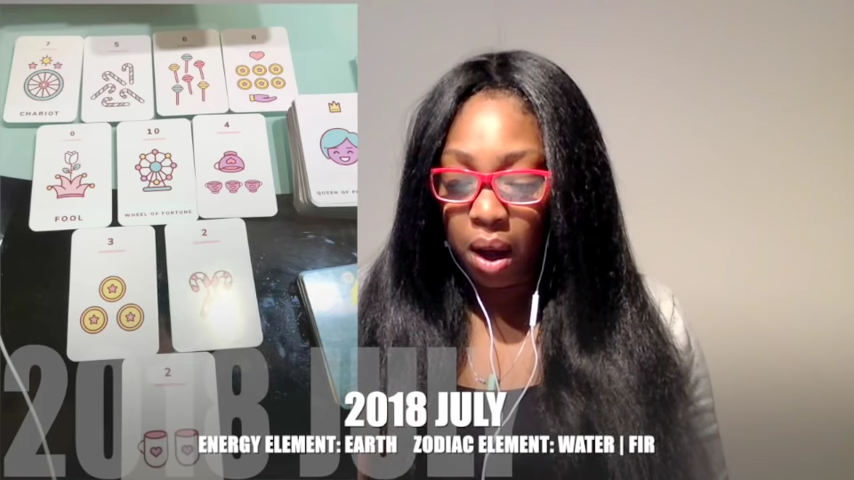 7
5
6
6
CHARIOT
0
10
4
FOOL
WHEEL OF FORTUNE
QUEEN OF
3
2
2
2018 JULY
2018 JULY
ENERGY ELEMENT: EARTH ZODIAC ELEMENT: WATER | FIR